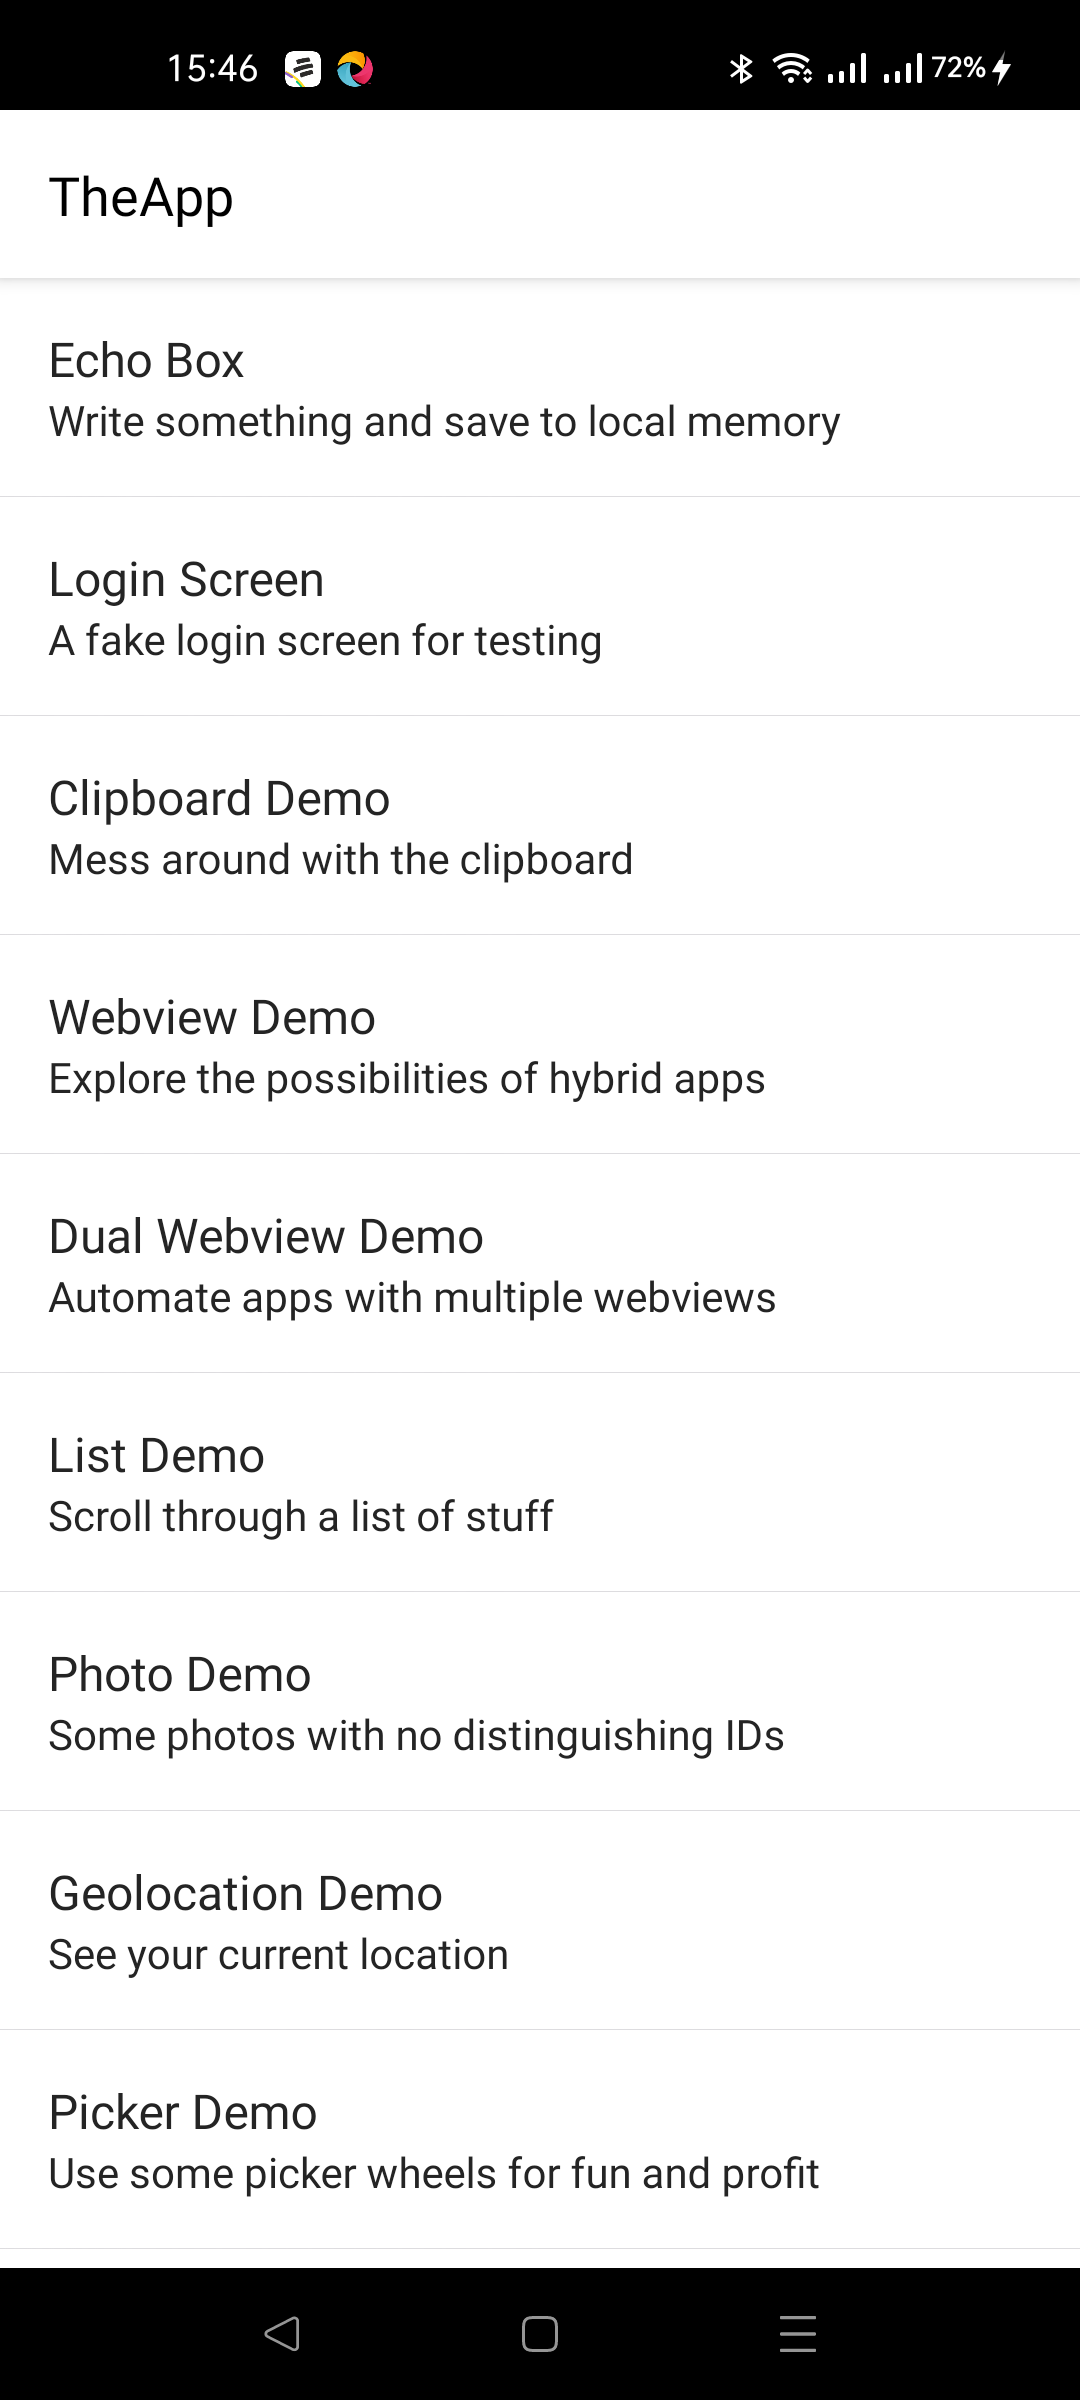 15:46
72%
TheApp
Echo Box
Write something and save to local memory
Login Screen
A fake login screen for testing
Clipboard Demo
Mess around with the clipboard
Webview Demo
Explore the possibilities of hybrid apps
Dual Webview Demo
Automate apps with multiple webviews
List Demo
Scroll through a list of stuff
Photo Demo
Some photos with no distinguishing IDs
Geolocation Demo
See your current location
Picker Demo
Use some picker wheels for fun and profit